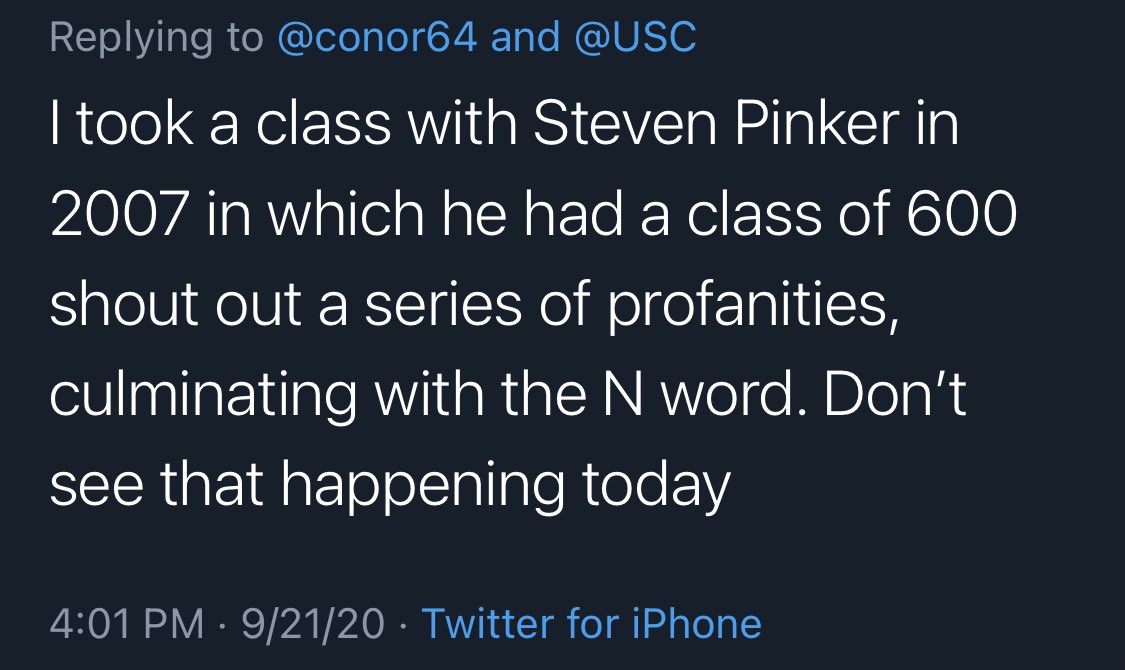 Replying to @conor64 and @USC
I took a class with Steven Pinker in
2007 in which he had a class of 600
shout out a series of profanities,
culminating with the N word. Don’t
see that happening today
4:01 PM · 9/21/20 · Twitter for iPhone